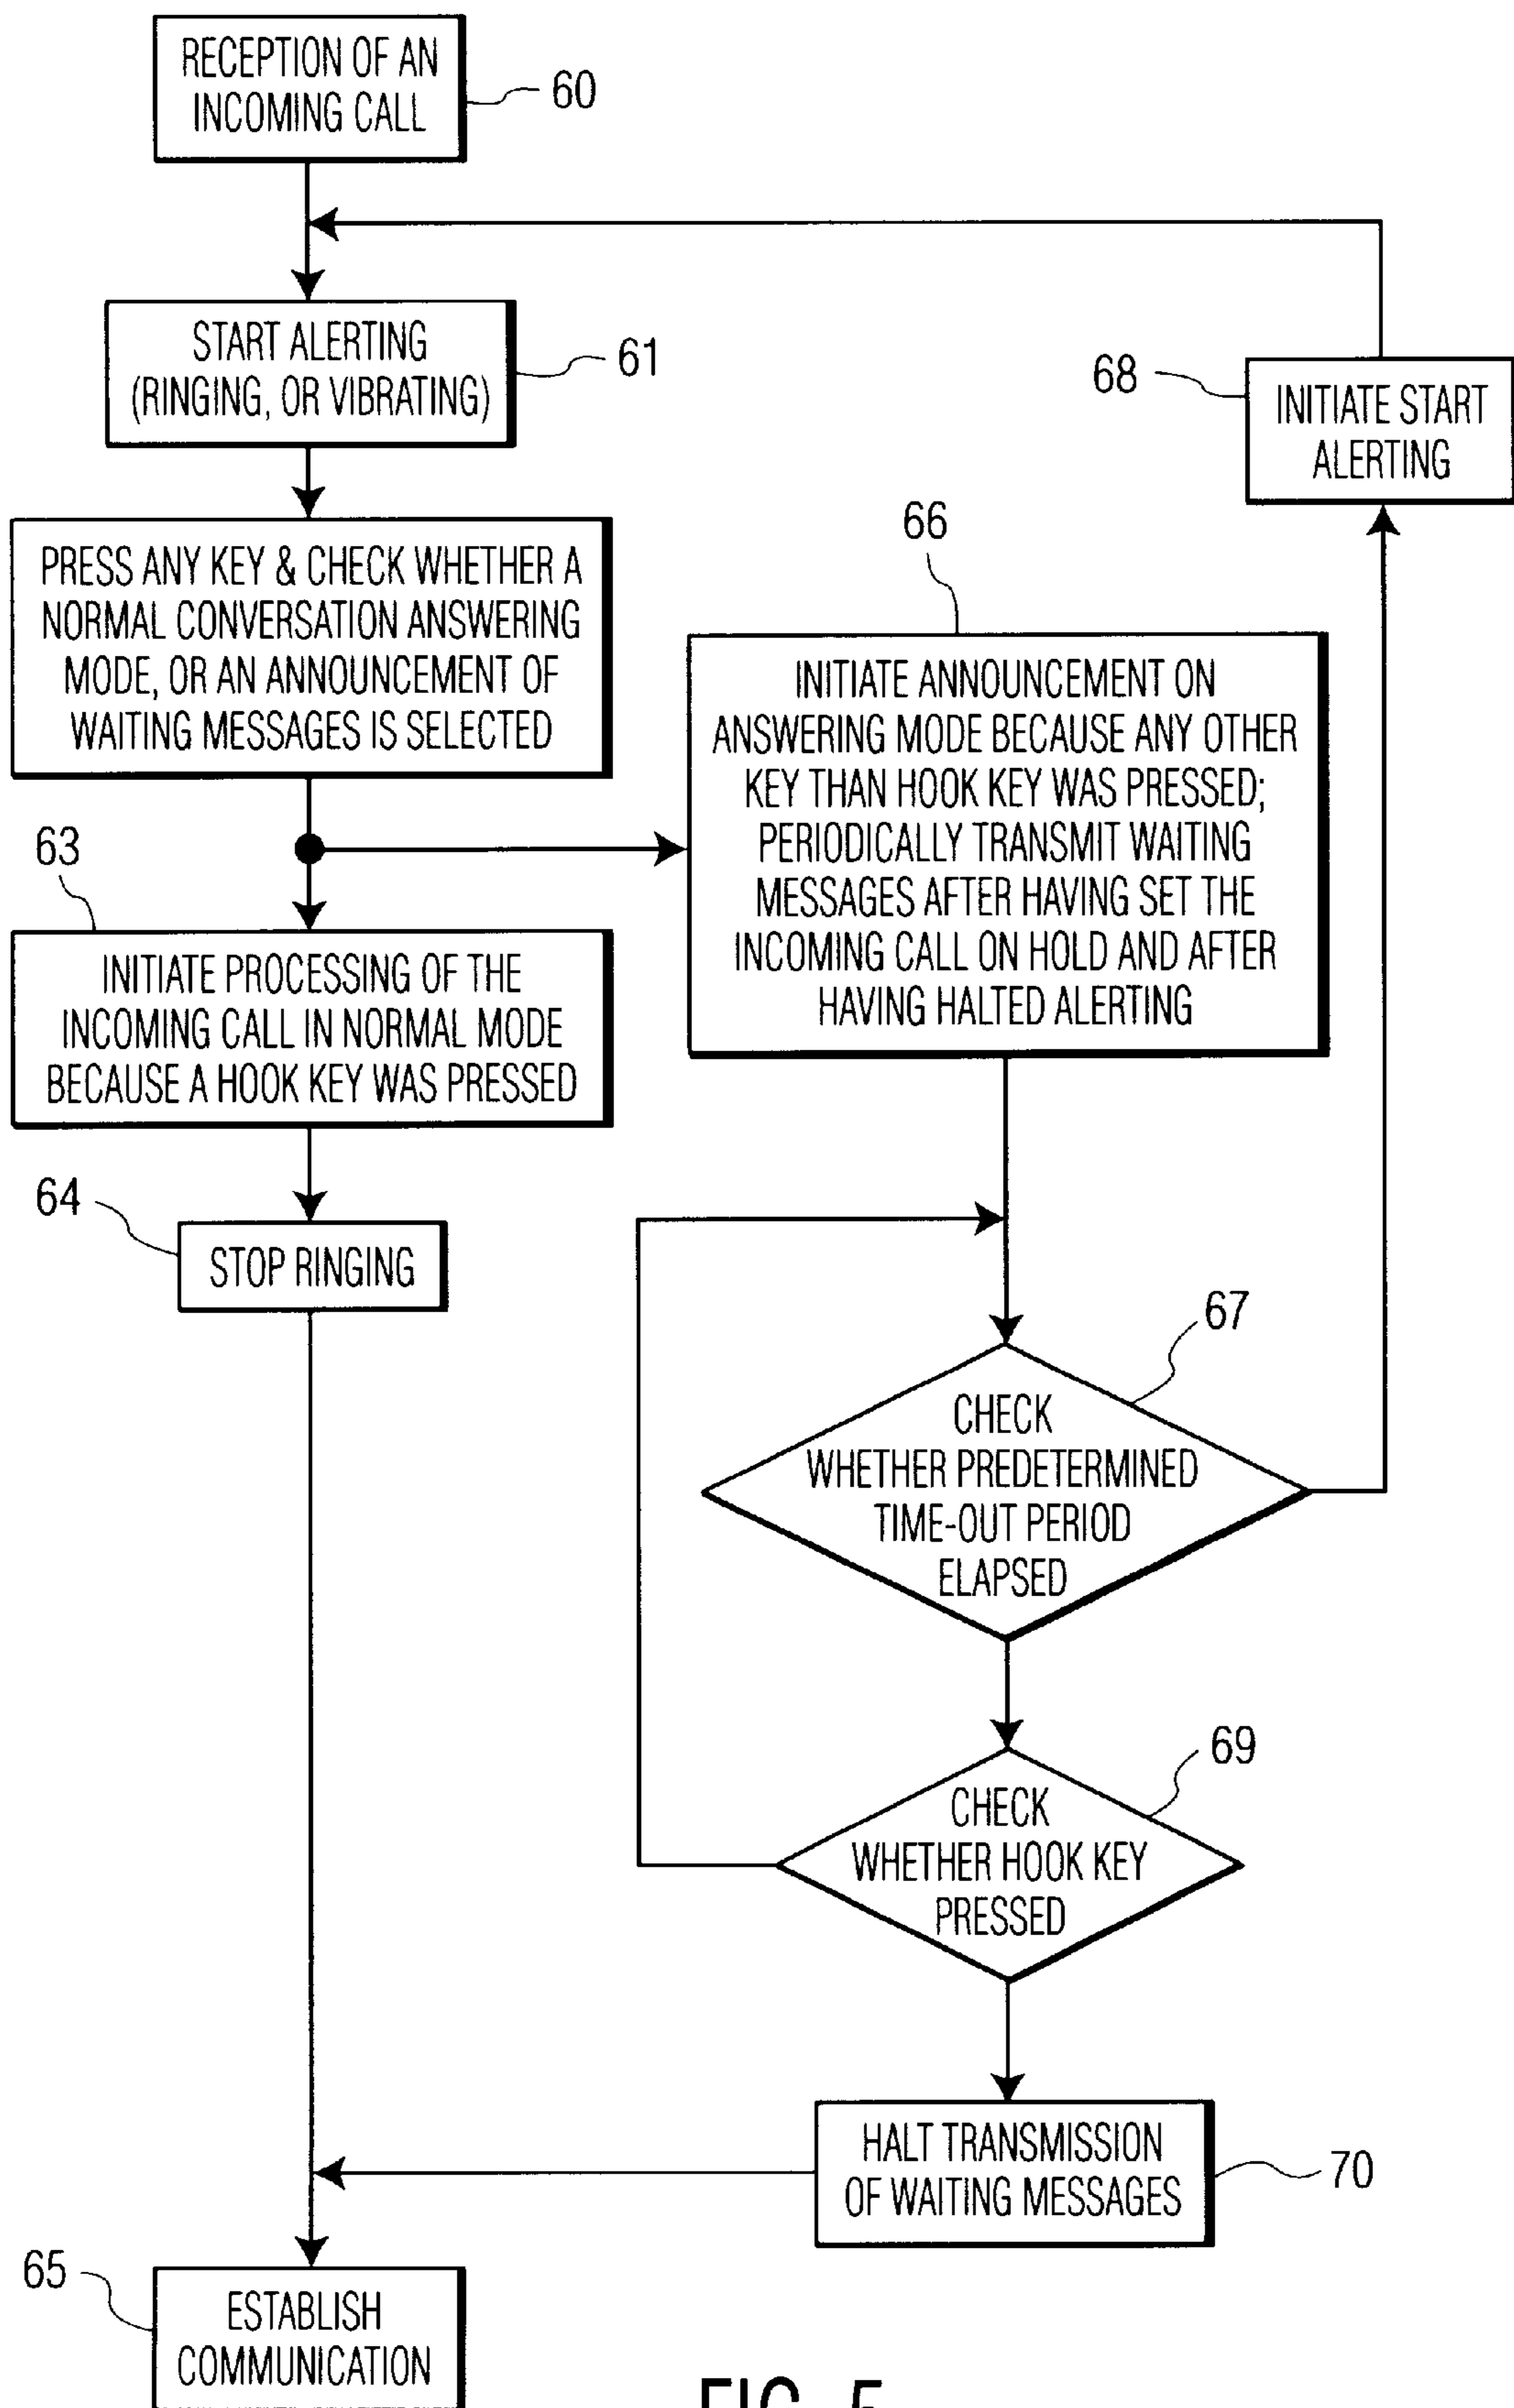 RECEPTION OF AN
INCOMING CALL
60
START ALERTING
(RINGING, OR VIBRATING)
61
68
INITIATE START
ALERTING
PRESS ANY KEY & CHECK WHETHER A
NORMAL CONVERSATION ANSWERING
MODE, OR AN ANNOUNCEMENT OF
WAITING MESSAGES IS SELECTED
66
INITIATE ANNOUNCEMENT ON
ANSWERING MODE BECAUSE ANY OTHER
KEY THAN HOOK KEY WAS PRESSED;
PERIODICALLY TRANSMIT WAITING
MESSAGES AFTER HAVING SET THE
INCOMING CALL ON HOLD AND AFTER
HAVING HALTED ALERTING
63
INITIATE PROCESSING OF THE
INCOMING CALL IN NORMAL MODE
BECAUSE A HOOK KEY WAS PRESSED
64
STOP RINGING
67
CHECK
WHETHER PREDETERMINED
TIME-OUT PERIOD
ELAPSED
69
CHECK
WHETHER HOOK KEY
PRESSED
HALT TRANSMISSION
OF WAITING MESSAGES
70
65
ESTABLISH
COMMUNICATION
FIG. 5